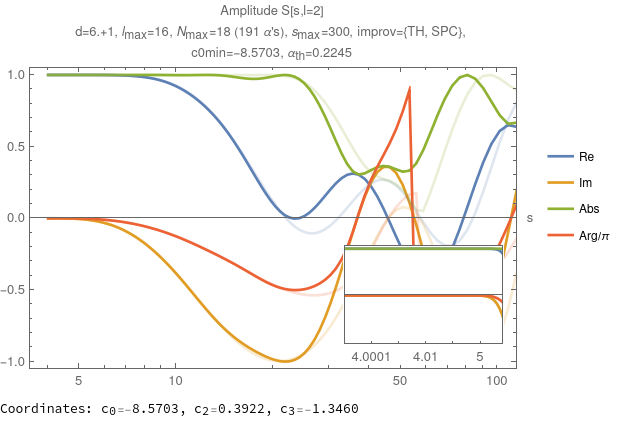 Amplitude S[s,l=2]
d=6.+1, lmax=16, Nmax=18 (191 α's), smax=300, improv={TH, SPC},
c0min=-8.5703, αth=0.2245
1.0
0.5
0.0
-0.5
-1.0
s
Re
Im
Abs
Arg/π
4.0001 4.01 5
5 10 50 100
Coordinates: c0=-8.5703, c2=0.3922, c3=-1.3460